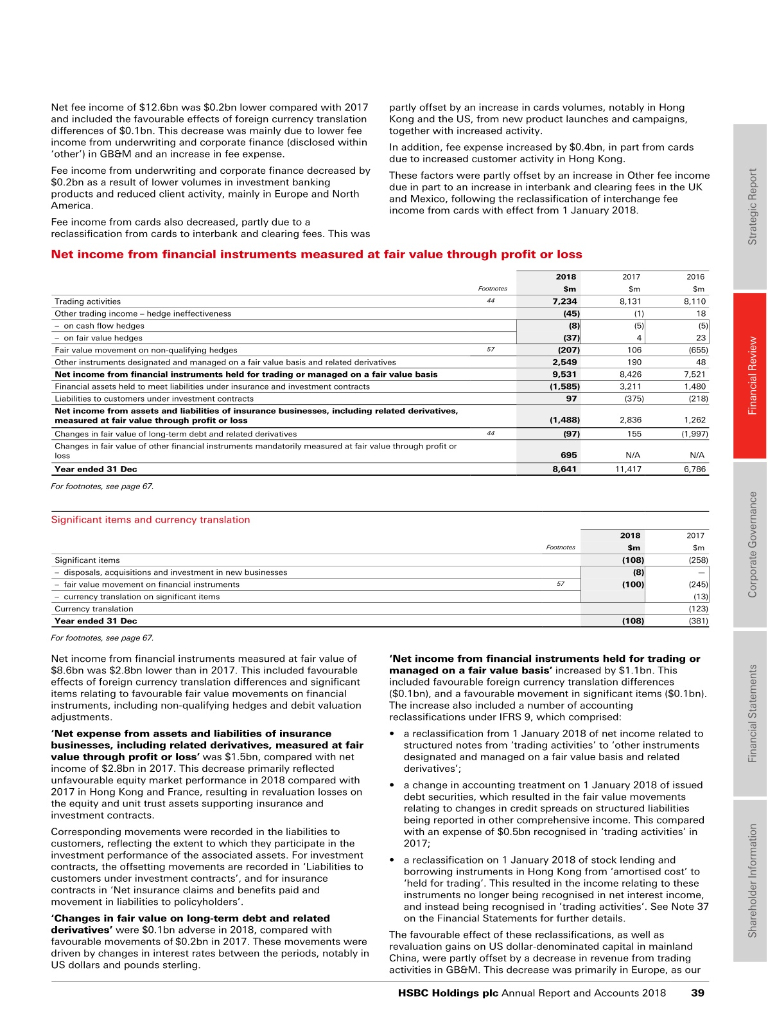 Net fee income of $12.6bn was $0.2bn lower compared with 2017
and included the favourable effects of foreign currency translation
differences of $0.1bn. This decrease was mainly due to lower fee
income from underwriting and corporate finance (disclosed within
'other') in GB&M and an increase in fee expense.
Fee income from underwriting and corporate finance decreased by
$0.2bn as a result of lower volumes in investment banking
products and reduced client activity, mainly in Europe and North
America.
Fee income from cards also decreased, partly due to a
reclassification from cards to interbank and clearing fees. This was
partly offset by an increase in cards volumes, notably in Hong
Kong and the US, from new product launches and campaigns,
together with increased activity.
In addition, fee expense increased by $0.4bn, in part from cards
due to increased customer activity in Hong Kong.
These factors were partly offset by an increase in Other fee income
due in part to an increase in interbank and clearing fees in the UK
and Mexico, following the reclassification of interchange fee
income from cards with effect from 1 January 2018.
Net income from financial instruments measured at fair value through profit or loss
2018 2017 2016
Footnotes $m $m $m
Trading activities 44 7,234 8,131 8,110
Other trading income – hedge ineffectiveness (45) (1) 18
– on cash flow hedges (8) (5) (5)
– on fair value hedges (37) 4 23
Fair value movement on non-qualifying hedges 57 (207) 106 (655)
Other instruments designated and managed on a fair value basis and related derivatives 2,549 190 48
Net income from financial instruments held for trading or managed on a fair value basis 9,531 8,426 7,521
Financial assets held to meet liabilities under insurance and investment contracts (1,585) 3,211 1,480
Liabilities to customers under investment contracts 97 (375) (218)
Net income from assets and liabilities of insurance businesses, including related derivatives,
measured at fair value through profit or loss (1,488) 2,836 1,262
Changes in fair value of long-term debt and related derivatives 44 (97) 155 (1,997)
Changes in fair value of other financial instruments mandatorily measured at fair value through profit or
loss 695 N/A N/A
Year ended 31 Dec 8,641 11,417 6,786
For footnotes, see page 67.
Significant items and currency translation
2018 2017
Footnotes $m $m
Significant items (108) (258)
– disposals, acquisitions and investment in new businesses (8) –
– fair value movement on financial instruments 57 (100) (245)
– currency translation on significant items (13)
Currency translation (123)
Year ended 31 Dec (108) (381)
For footnotes, see page 67.
Net income from financial instruments measured at fair value of
$8.6bn was $2.8bn lower than in 2017. This included favourable
effects of foreign currency translation differences and significant
items relating to favourable fair value movements on financial
instruments, including non-qualifying hedges and debit valuation
adjustments.
'Net expense from assets and liabilities of insurance
businesses, including related derivatives, measured at fair
value through profit or loss' was $1.5bn, compared with net
income of $2.8bn in 2017. This decrease primarily reflected
unfavourable equity market performance in 2018 compared with
2017 in Hong Kong and France, resulting in revaluation losses on
the equity and unit trust assets supporting insurance and
investment contracts.
Corresponding movements were recorded in the liabilities to
customers, reflecting the extent to which they participate in the
investment performance of the associated assets. For investment
contracts, the offsetting movements are recorded in 'Liabilities to
customers under investment contracts', and for insurance
contracts in 'Net insurance claims and benefits paid and
movement in liabilities to policyholders'.
'Changes in fair value on long-term debt and related
derivatives' were $0.1bn adverse in 2018, compared with
favourable movements of $0.2bn in 2017. These movements were
driven by changes in interest rates between the periods, notably in
US dollars and pounds sterling.
'Net income from financial instruments held for trading or
managed on a fair value basis' increased by $1.1bn. This
included favourable foreign currency translation differences
($0.1bn), and a favourable movement in significant items ($0.1bn).
The increase also included a number of accounting
reclassifications under IFRS 9, which comprised:
• a reclassification from 1 January 2018 of net income related to
structured notes from 'trading activities' to 'other instruments
designated and managed on a fair value basis and related
derivatives';
• a change in accounting treatment on 1 January 2018 of issued
debt securities, which resulted in the fair value movements
relating to changes in credit spreads on structured liabilities
being reported in other comprehensive income. This compared
with an expense of $0.5bn recognised in 'trading activities' in
2017;
• a reclassification on 1 January 2018 of stock lending and
borrowing instruments in Hong Kong from 'amortised cost' to
'held for trading'. This resulted in the income relating to these
instruments no longer being recognised in net interest income,
and instead being recognised in 'trading activities'. See Note 37
on the Financial Statements for further details.
The favourable effect of these reclassifications, as well as
revaluation gains on US dollar-denominated capital in mainland
China, were partly offset by a decrease in revenue from trading
activities in GB&M. This decrease was primarily in Europe, as our
HSBC Holdings plc Annual Report and Accounts 2018 39
Strategic Report
Financial Review
Corporate Governance
Financial Statements
Shareholder Information